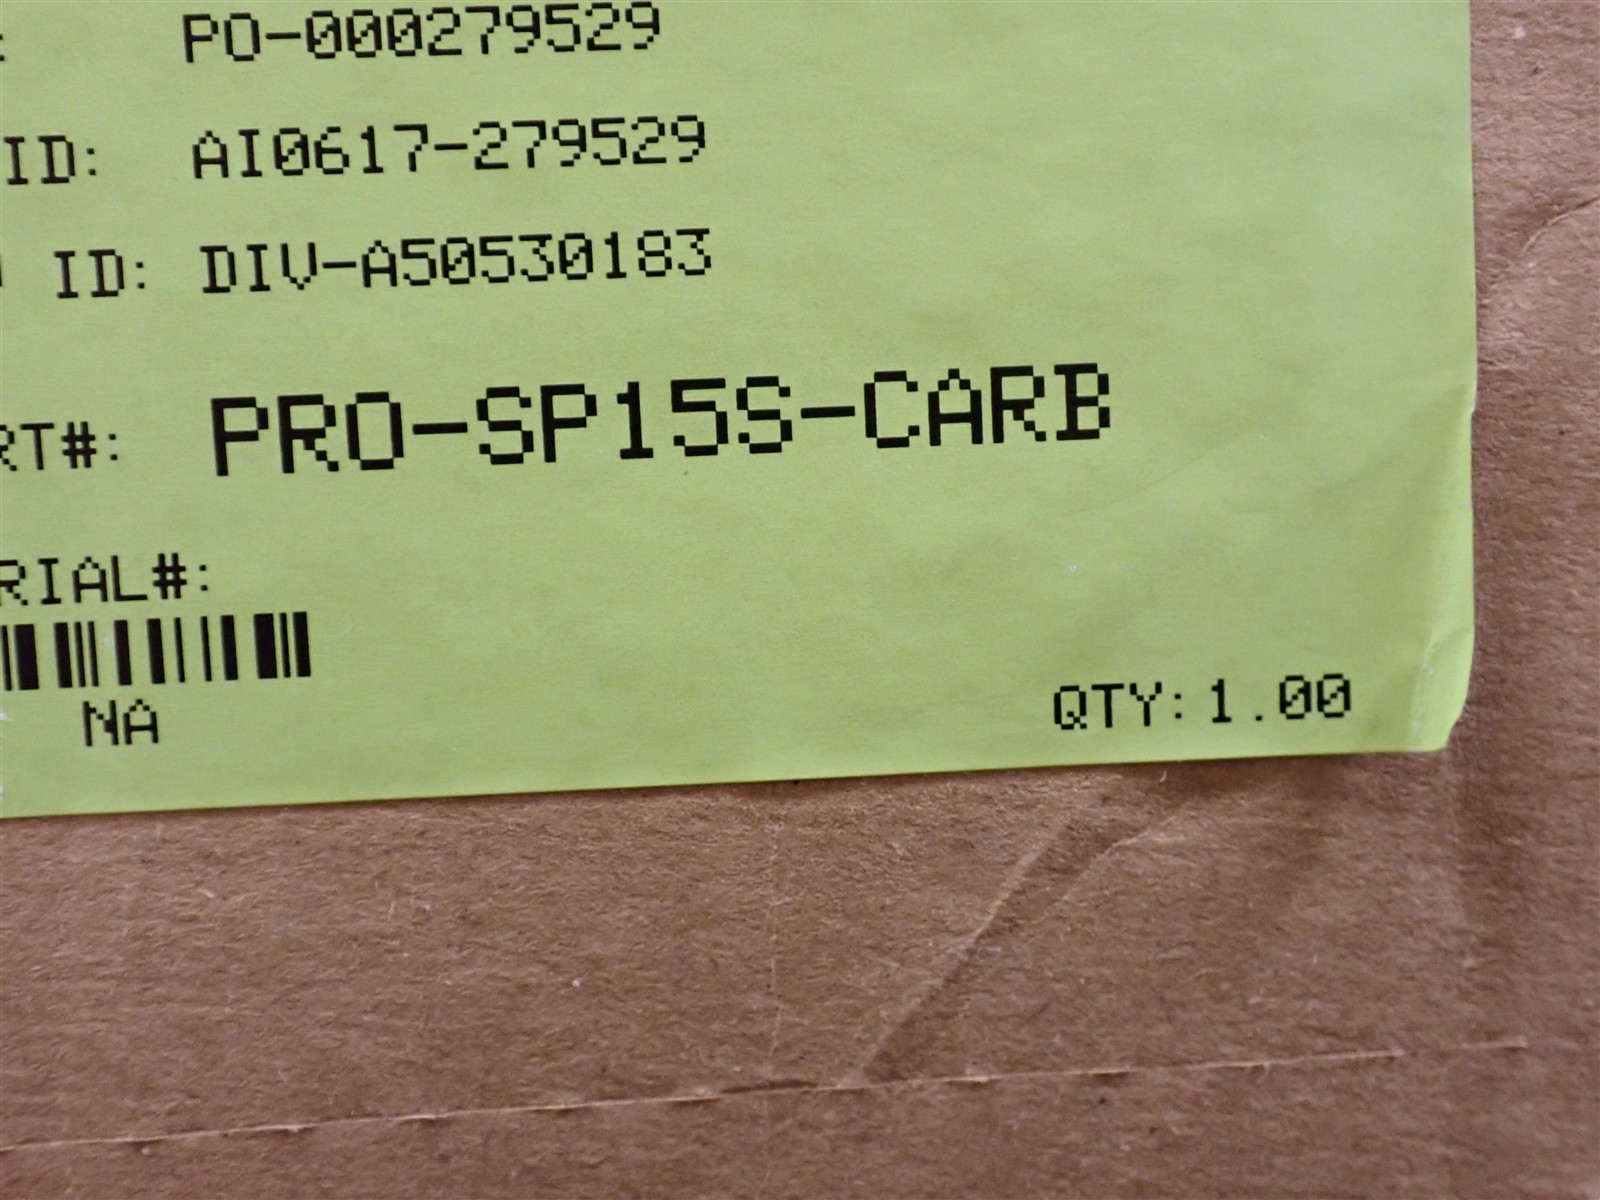 PO-000279529
ID: AI0617-279529
ID: DIV-A50530183
RT#: PRO-SP15S-CARB
RIAL#:
NA
QTY: 1.00